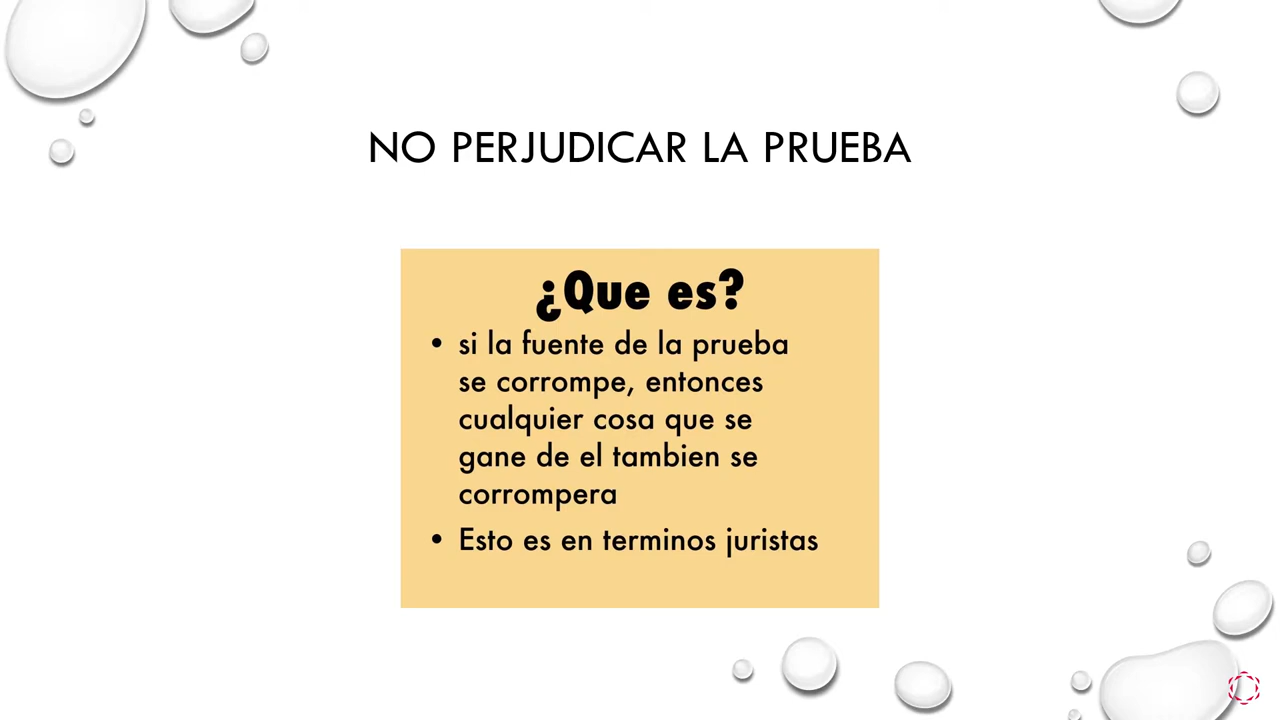 NO PERJUDICAR LA PRUEBA
¿Que es?
• si la fuente de la prueba
se corrompe, entonces
cualquier cosa que se
gane de el tambien se
corrompera
• Esto es en terminos juristas